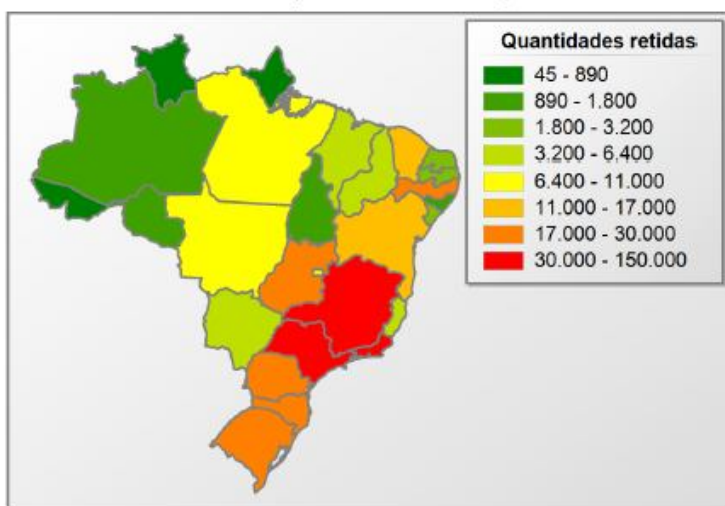 Quantidades retidas
45 - 890
890 - 1.800
1.800 - 3.200
3.200 - 6.400
6.400 - 11.000
11.000 - 17.000
17.000 - 30.000
30.000 - 150.000